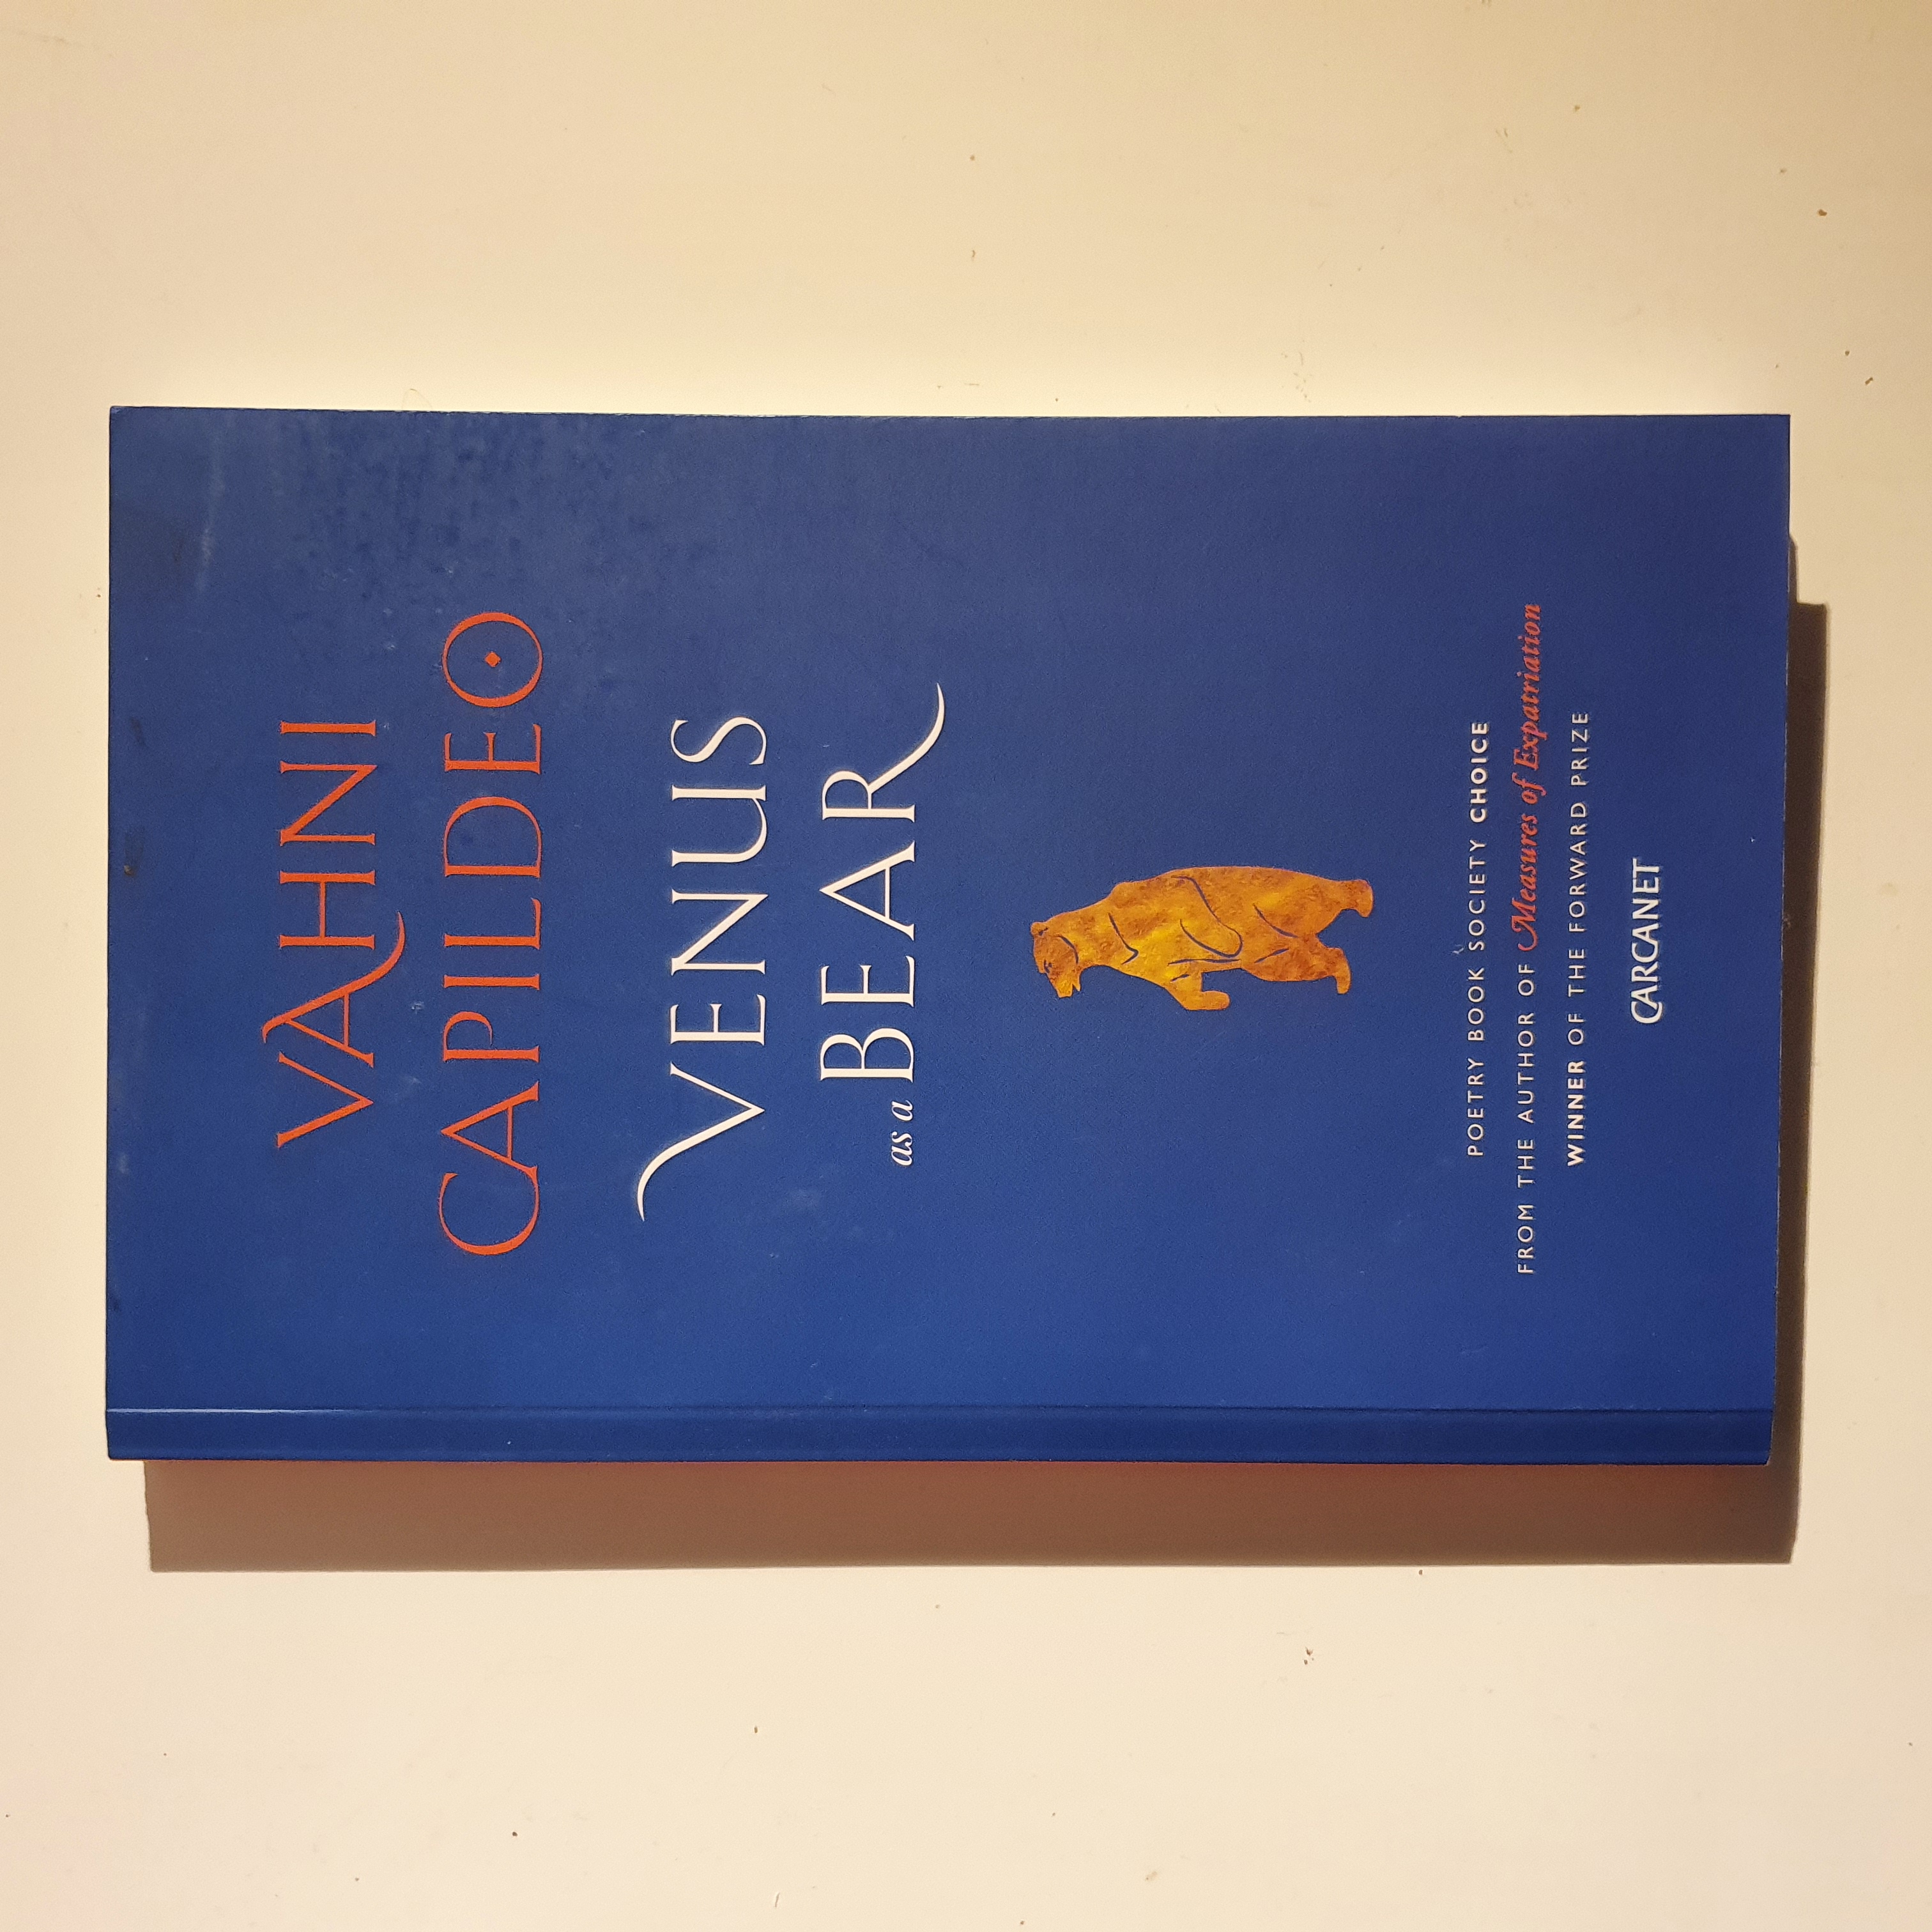 VAHNI
CAPILDEO
VENUS
as a BEAR
POETRY BOOK SOCIETY CHOICE
FROM THE AUTHOR OF Measures of Expatriation
WINNER OF THE FORWARD PRIZE
CARCANET